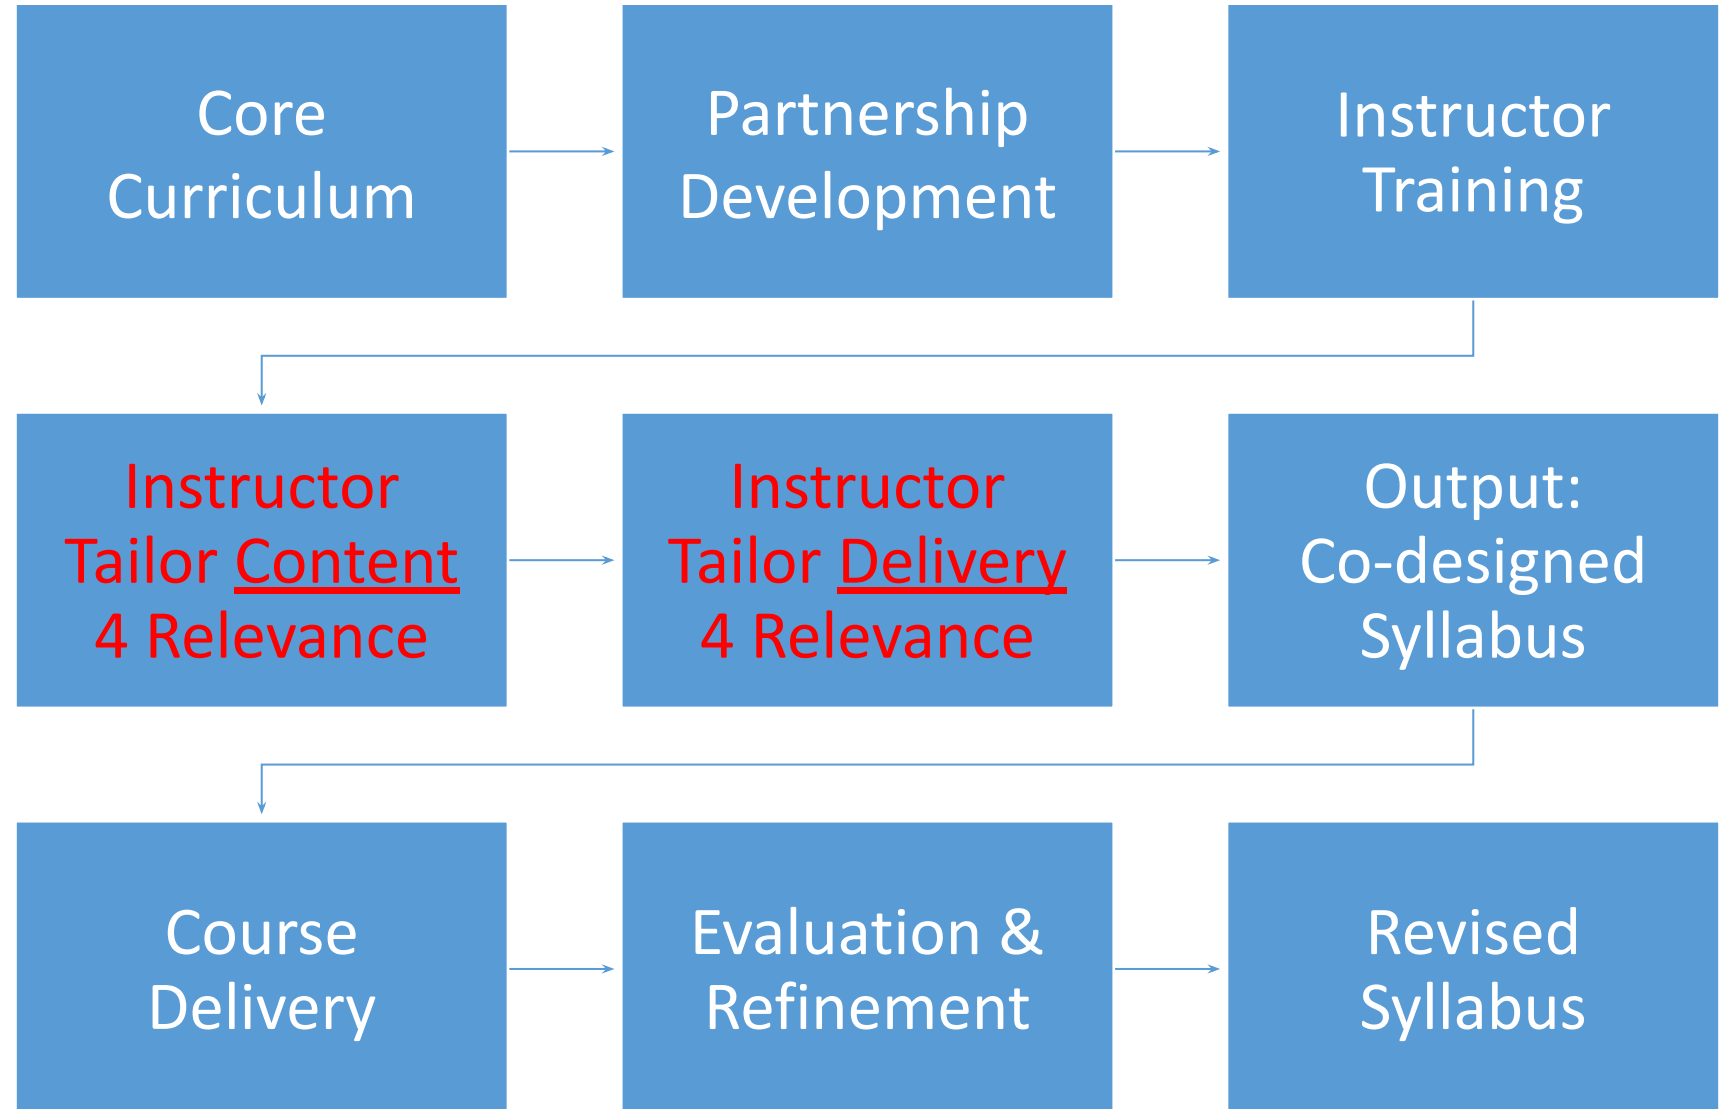 Core
Curriculum
Partnership
Development
Instructor
Training
Instructor
Tailor Content
4 Relevance
Instructor
Tailor Delivery
4 Relevance
Output:
Co-designed
Syllabus
Course
Delivery
Evaluation &
Refinement
Revised
Syllabus